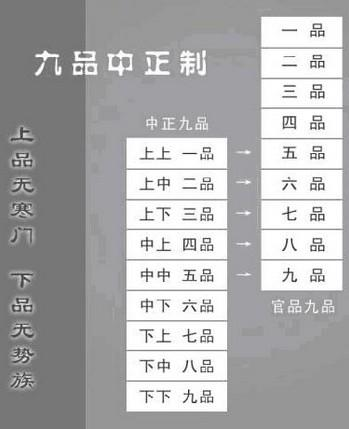 九品中正制
上品无寒门 下品无势族
中正九品
上上 一品
上中 二品
上下 三品
中上 四品
中中 五品
中下 六品
下上 七品
下中 八品
下下 九品
一 品
二 品
三 品
四 品
→ 五 品
→ 六 品
→ 七 品
→ 八 品
→ 九 品
官品九品